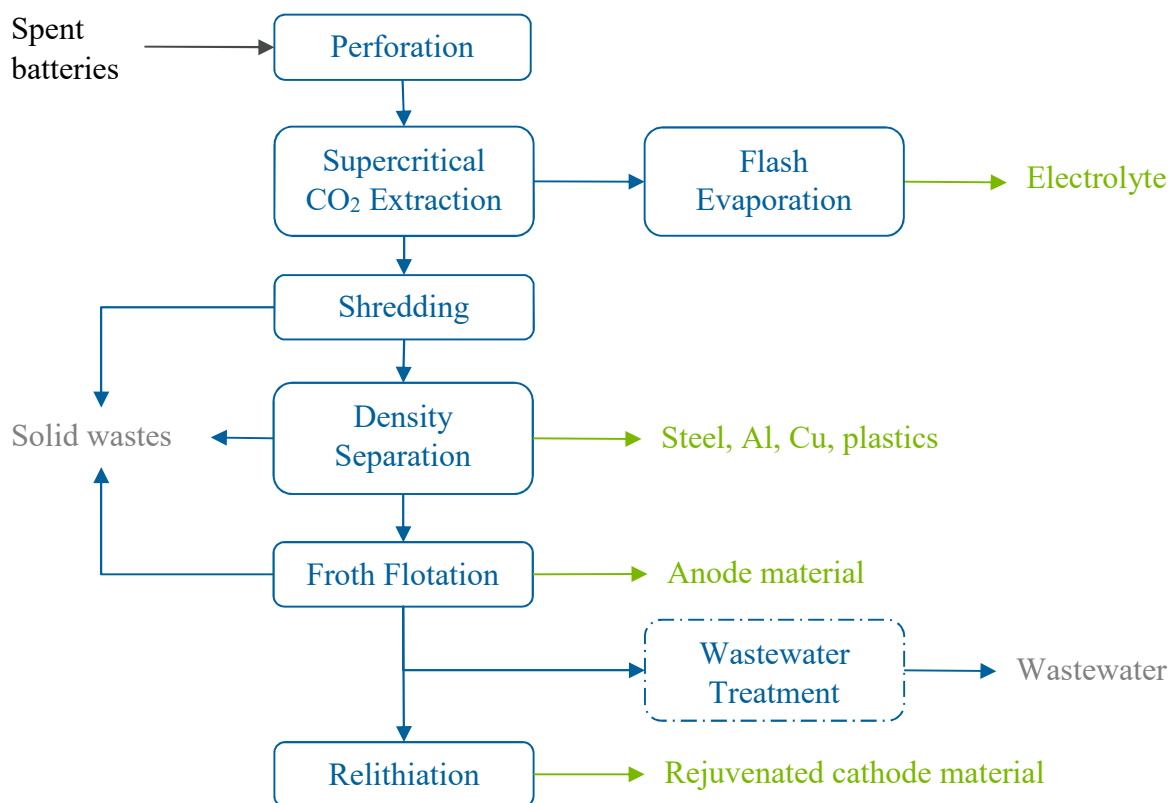 Spent
batteries
Perforation
Supercritical
CO₂ Extraction
Flash
Evaporation
Electrolyte
Shredding
Solid wastes
Density
Separation
Steel, Al, Cu, plastics
Froth Flotation
Anode material
Wastewater
Treatment
Wastewater
Relithiation
Rejuvenated cathode material